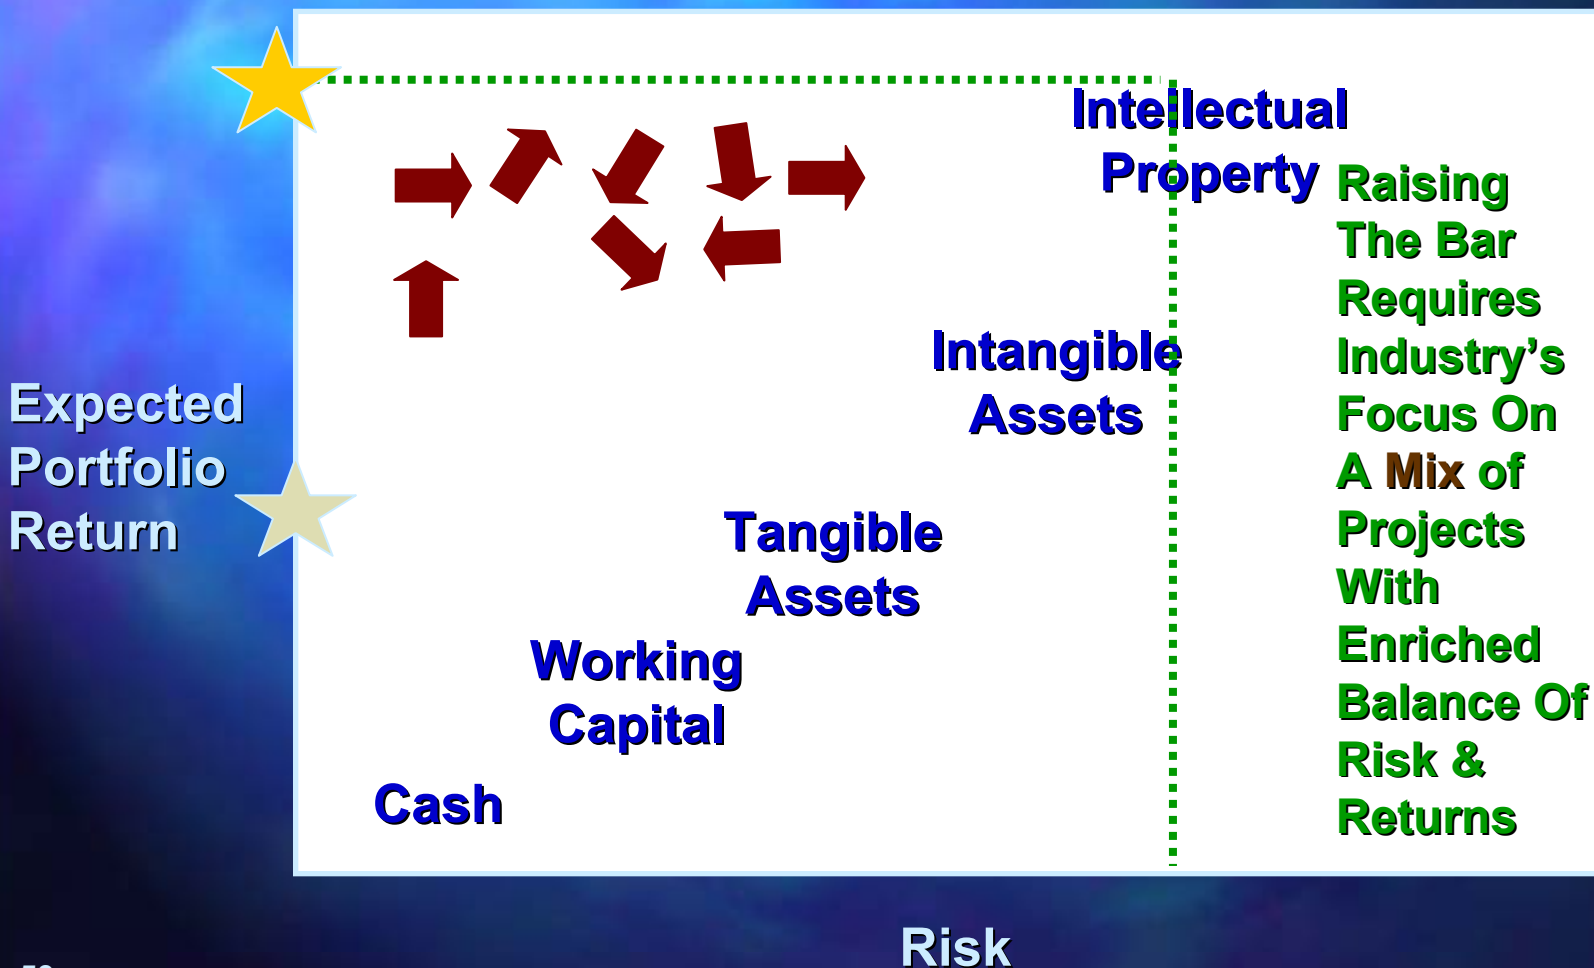 Intellectual
Property
Raising
The Bar
Requires
Industry’s
Focus On
A Mix of
Projects
With
Enriched
Balance Of
Risk &
Returns
Intangible
Assets
Expected
Portfolio
Return
Tangible
Assets
Working
Capital
Cash
Risk